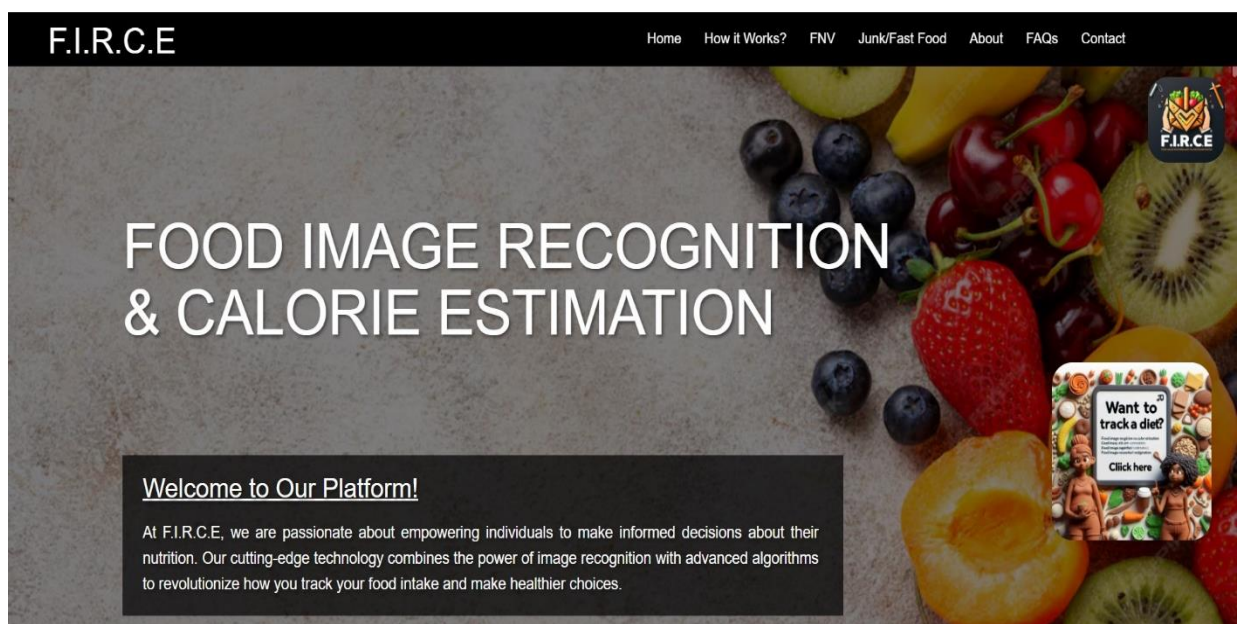 F.I.R.C.E
Home How it Works? FNV Junk/Fast Food About FAQs Contact
F.I.R.CE
FOOD IMAGE RECOGNITION
& CALORIE ESTIMATION
Want to
track a diet?
Cliick here
Welcome to Our Platform!
At F.I.R.C.E, we are passionate about empowering individuals to make informed decisions about their
nutrition. Our cutting-edge technology combines the power of image recognition with advanced algorithms
to revolutionize how you track your food intake and make healthier choices.